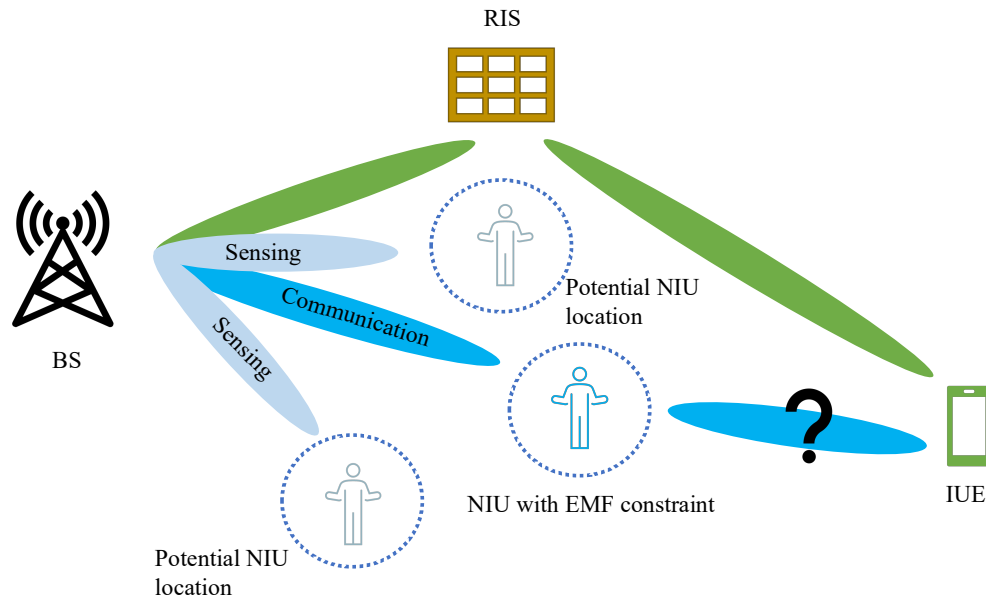 RIS
Sensing
Communication
Sensing
BS
Potential NIU
location
?
NIU with EMF constraint
IUE
Potential NIU
location